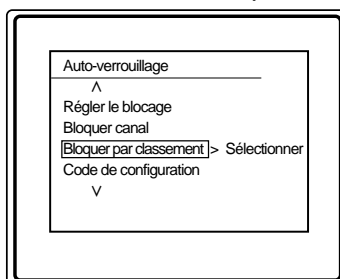 Auto-verrouillage
Régler le blocage
Bloquer canal
Bloquer par classement > Sélectionner
Code de configuration